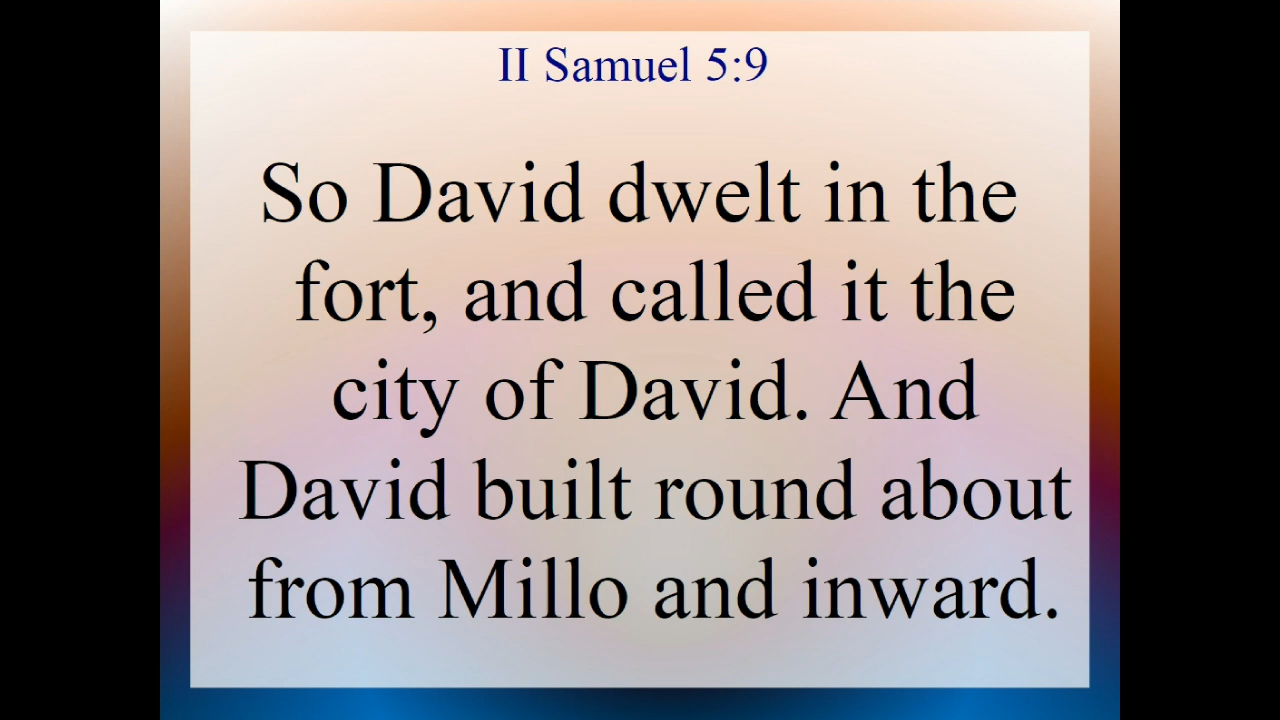 II Samuel 5:9
So David dwelt in the
fort, and called it the
city of David. And
David built round about
from Millo and inward.